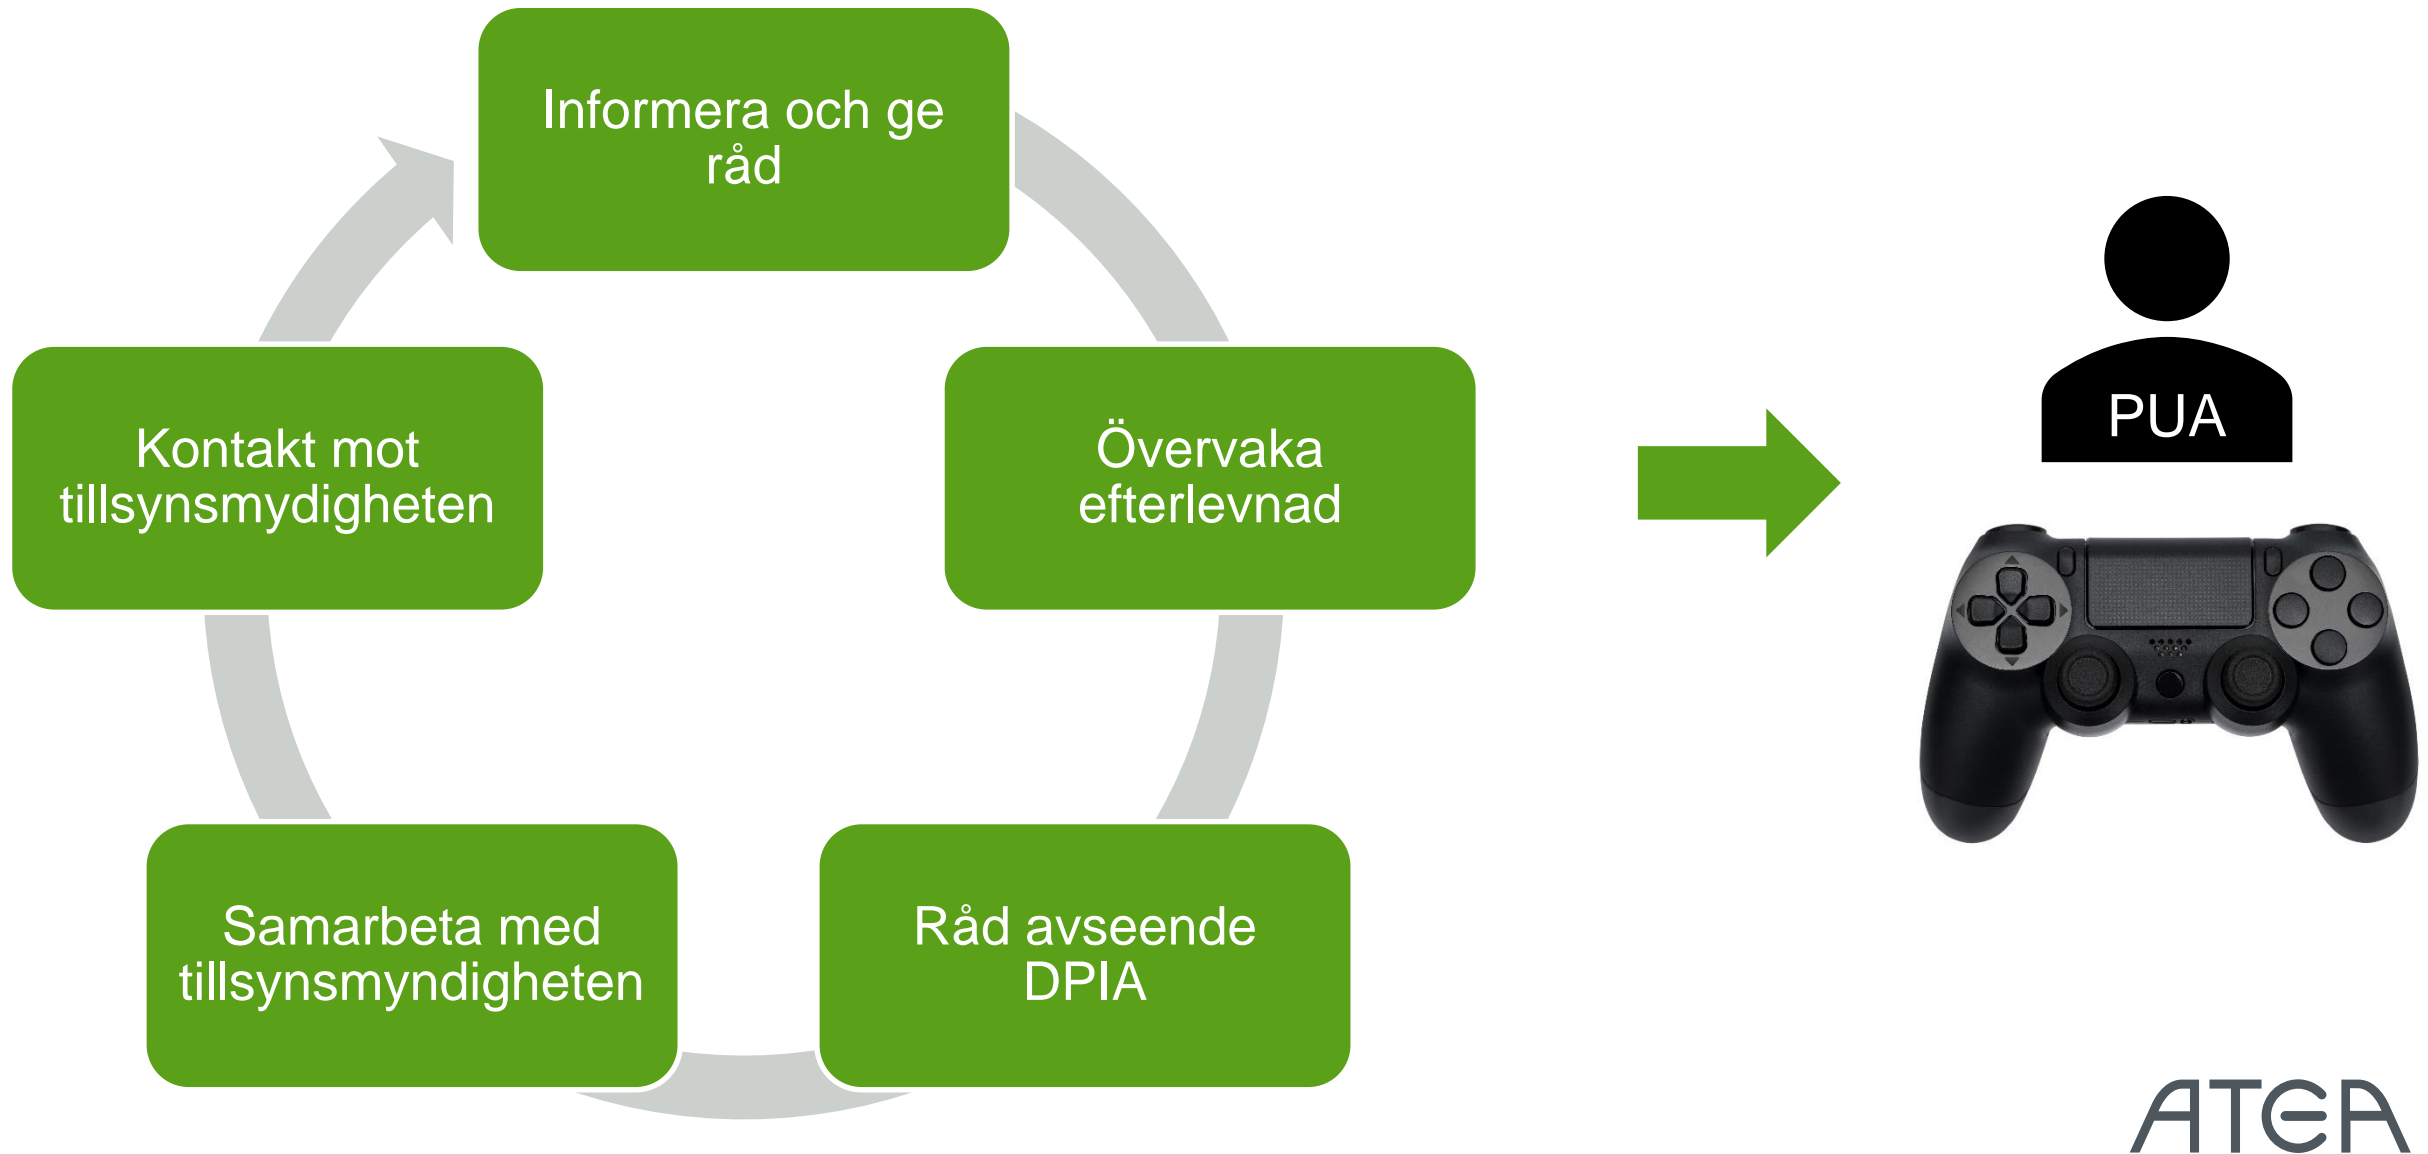 Informera och ge
råd
Övervaka
efterlevnad
Råd avseende
DPIA
Samarbeta med
tillsynsmyndigheten
Kontakt mot
tillsynsmydigheten
PUA
ATEA